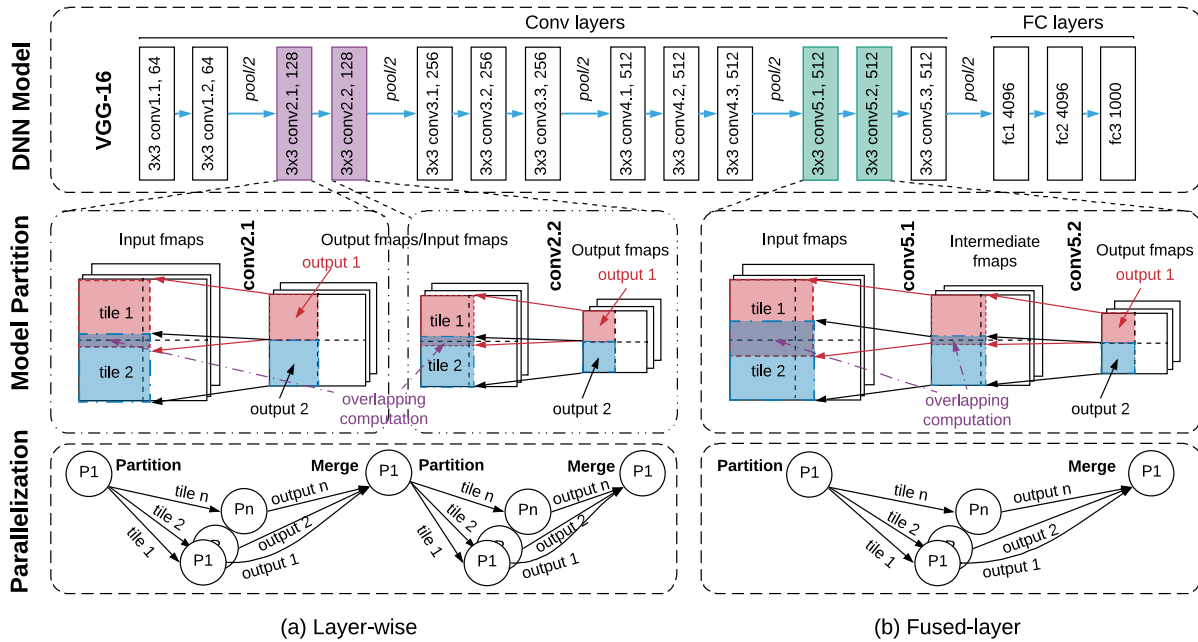 DNN Model
VGG-16
Conv layers
FC layers
3x3 conv1.1, 64
3x3 conv1.2, 64
pool/2
3x3 conv2.1, 128
3x3 conv2.2, 128
pool/2
3x3 conv3.1, 256
3x3 conv3.2, 256
3x3 conv3.3, 256
pool/2
3x3 conv4.1, 512
3x3 conv4.2, 512
3x3 conv4.3, 512
pool/2
3x3 conv5.1, 512
3x3 conv5.2, 512
3x3 conv5.3, 512
pool/2
fc1 4096
fc2 4096
fc3 1000
Model Partition
Input fmaps
conv2.1
Output fmaps/Input fmaps
output 1
tile 1
tile 2
output 2
overlapping
computation
conv2.2
Output fmaps
output 1
tile 1
tile 2
output 2
Input fmaps
conv5.1
Intermediate
fmaps
conv5.2
Output fmaps
output 1
tile 1
tile 2
overlapping
computation
output 2
Parallelization
P1
Partition
Merge
P1
Partition
Merge
P1
tile n
Pn
output n
tile 2
output 2
tile 1
P1
output 1
tile n
Pn
output n
tile 2
output 2
tile 1
P1
output 1
Partition
P1
Merge
P1
tile n
Pn
output n
tile 2
output 2
tile 1
P1
output 1
(a) Layer-wise
(b) Fused-layer